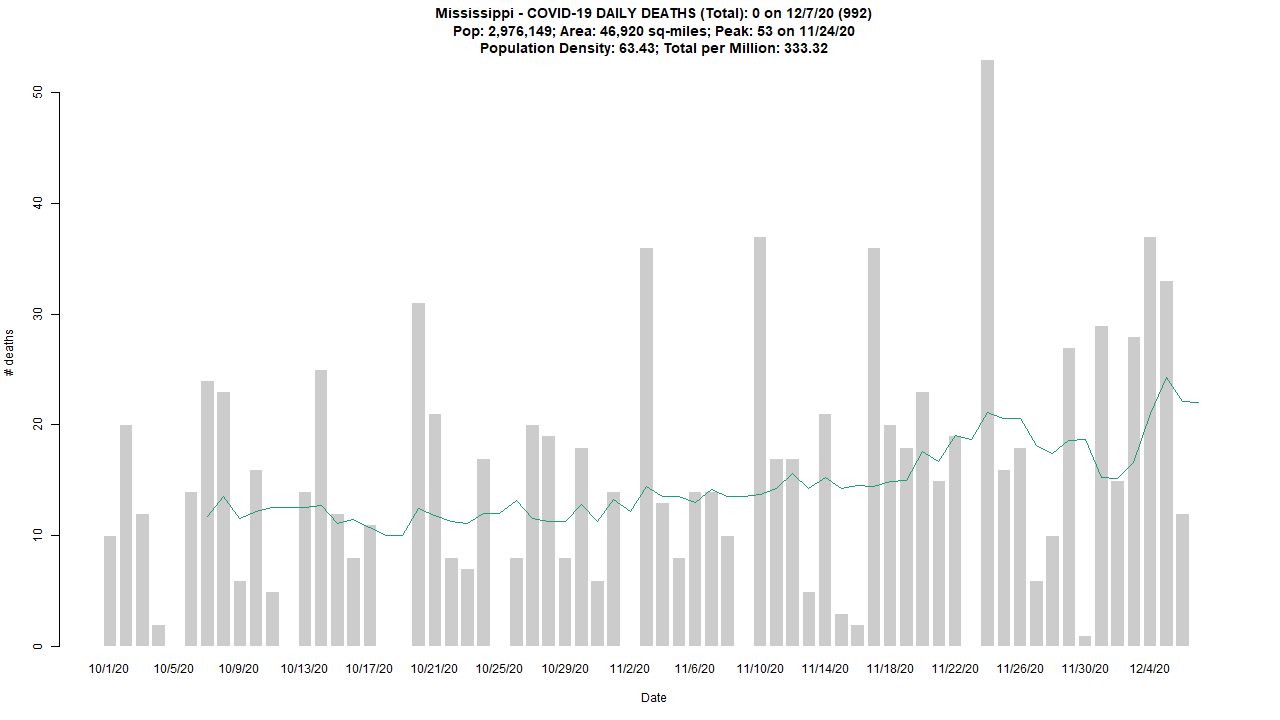 Mississippi - COVID-19 DAILY DEATHS (Total): 0 on 12/7/20 (992)
Pop: 2,976,149; Area: 46,920 sq-miles; Peak: 53 on 11/24/20
Population Density: 63.43; Total per Million: 333.32
50
40
30
20
10
0
# deaths
10/1/20 10/5/20 10/9/20 10/13/20 10/17/20 10/21/20 10/25/20 10/29/20 11/2/20 11/6/20 11/10/20 11/14/20 11/18/20 11/22/20 11/26/20 11/30/20 12/4/20
Date